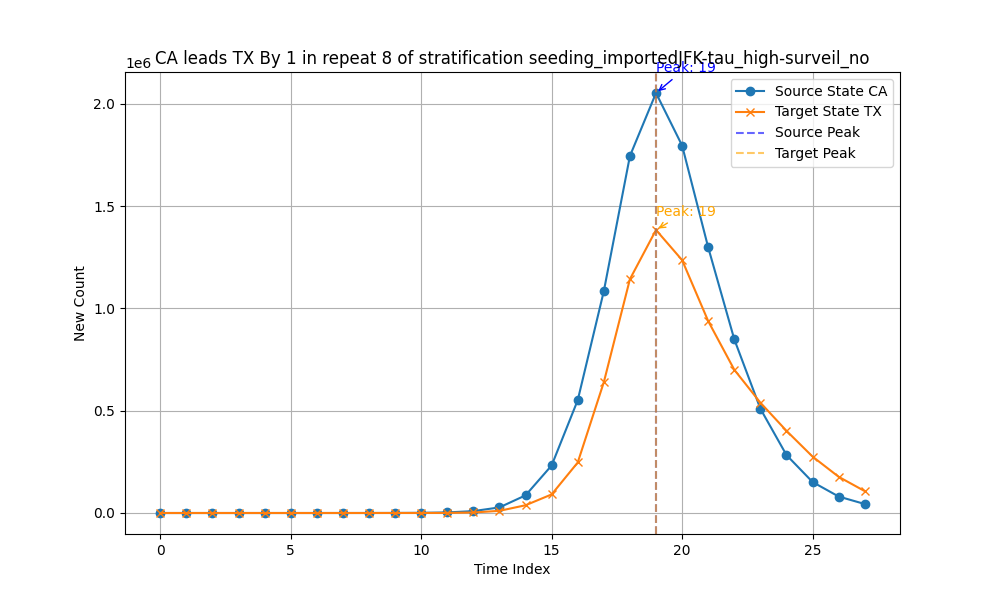 CA leads TX By 1 in repeat 8 of stratification seeding_importedJFK-tau_high-surveil_no
1e6
Peak: 19
Source State CA
Target State TX
Source Peak
Target Peak
Peak: 19
New Count
2.0
1.5
1.0
0.5
0.0
0 5 10 15 20 25
Time Index